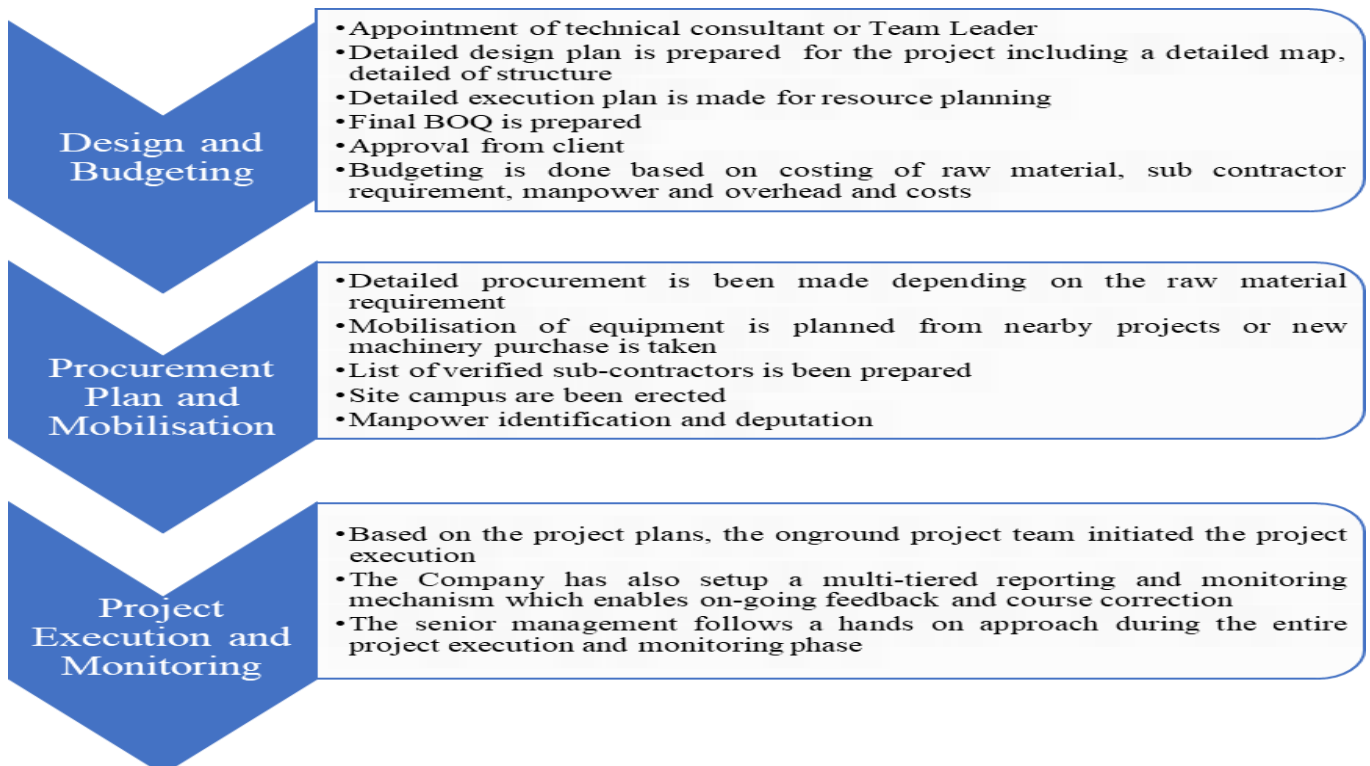 Design and
Budgeting
•Appointment of technical consultant or Team Leader
•Detailed design plan is prepared for the project including a detailed map,
detailed of structure
•Detailed execution plan is made for resource planning
•Final BOQ is prepared
•Approval from client
•Budgeting is done based on costing of raw material, sub contractor
requirement, manpower and overhead and costs
Procurement
Plan and
Mobilisation
•Detailed procurement is been made depending on the raw material
requirement
•Mobilisation of equipment is planned from nearby projects or new
machinery purchase is taken
•List of verified sub-contractors is been prepared
•Site campus are been erected
•Manpower identification and deputation
Project
Execution and
Monitoring
•Based on the project plans, the onground project team initiated the project
execution
•The Company has also setup a multi-tiered reporting and monitoring
mechanism which enables on-going feedback and course correction
•The senior management follows a hands on approach during the entire
project execution and monitoring phase